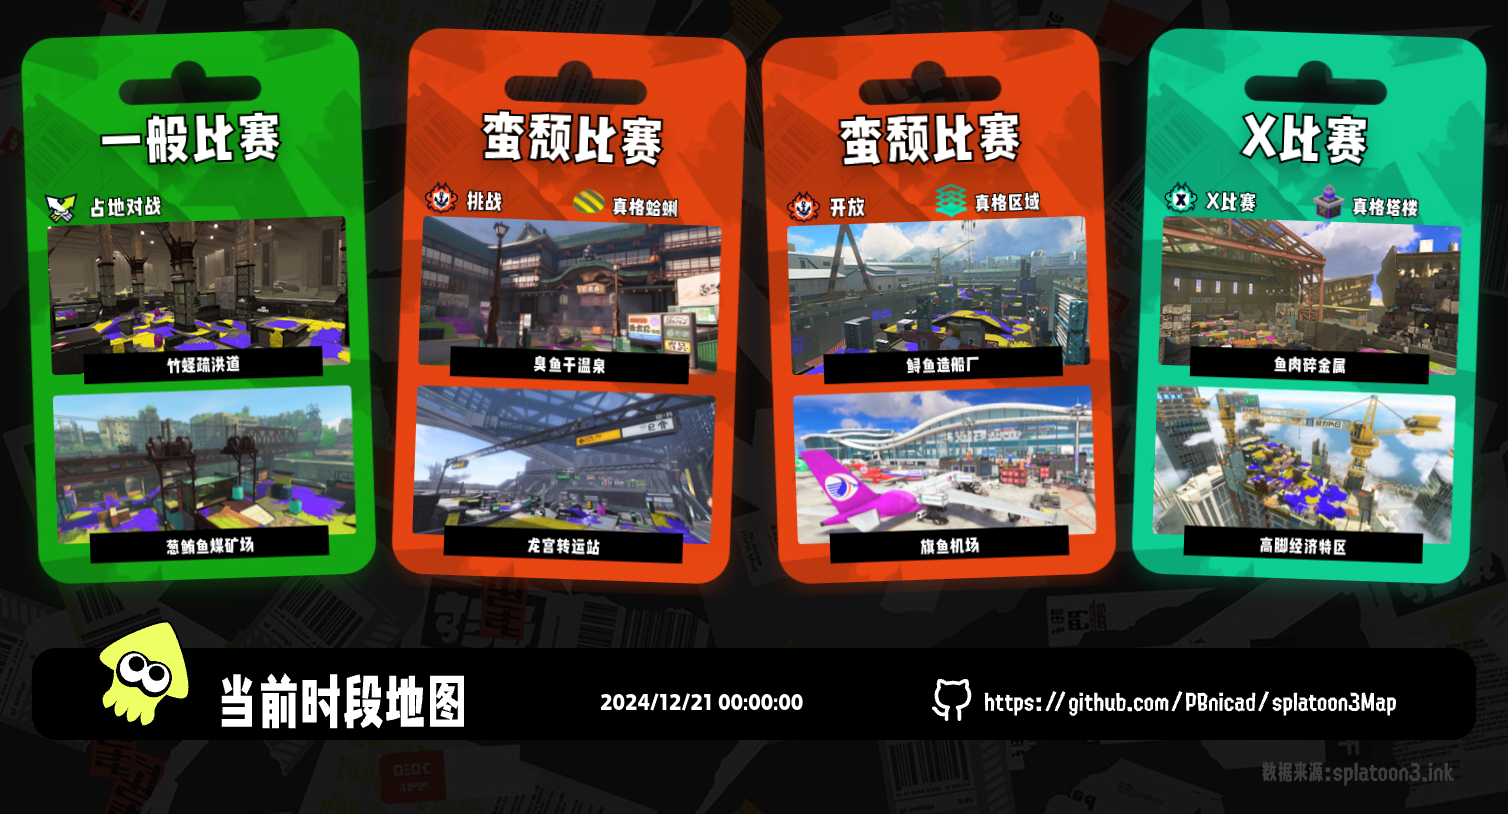 一般比赛
占地对战
竹蛏疏洪道
葱鲔鱼煤矿场
蛮颓比赛
挑战
真格蛤蜊
臭鱼干温泉
龙宫转运站
蛮颓比赛
开放
真格区域
鲟鱼造船厂
旗鱼机场
X比赛
X比赛
真格塔楼
鱼肉碎金属
高脚经济特区
当前时段地图
2024/12/21 00:00:00
https://github.com/PBnicad/splatoon3Map
数据来源:splatoon3.ink